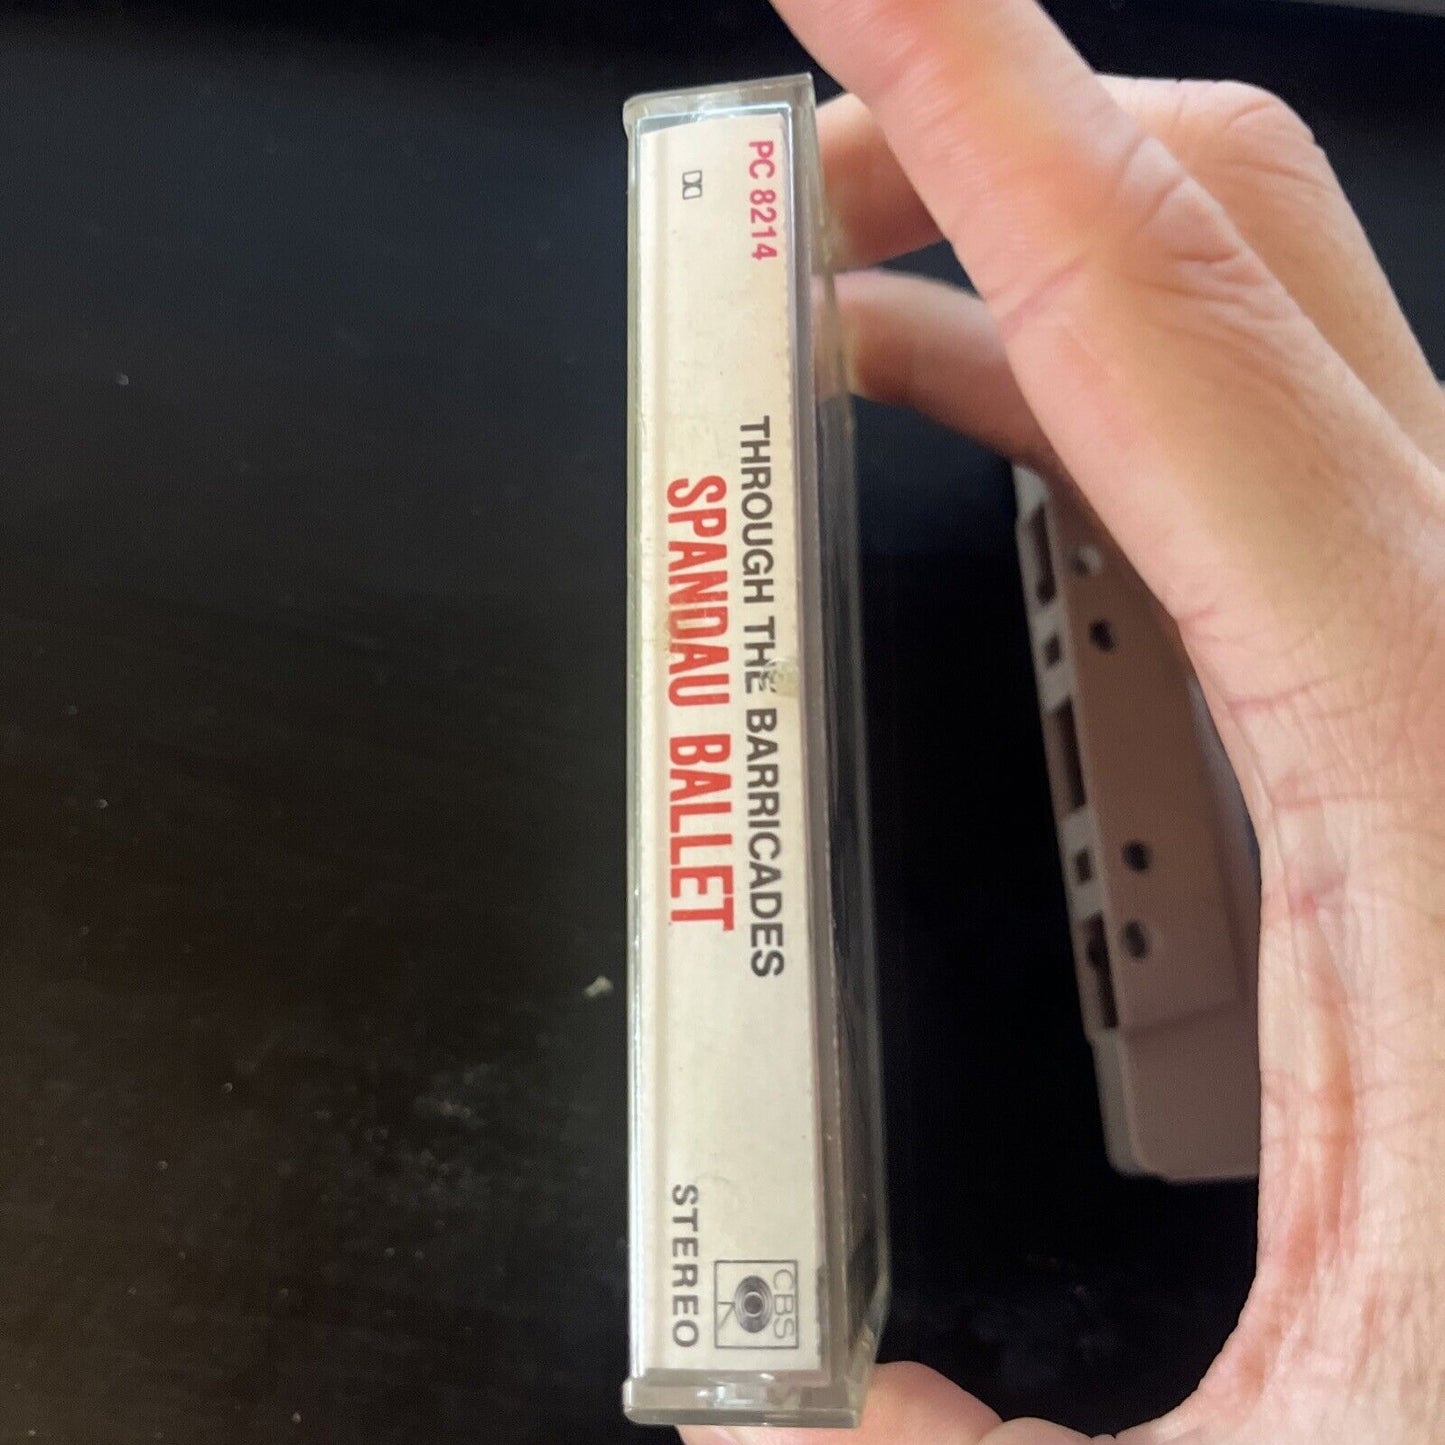 PC 8214
THROUGH THE BARRICADES
SPANDAU BALLET
STEREO
CBS